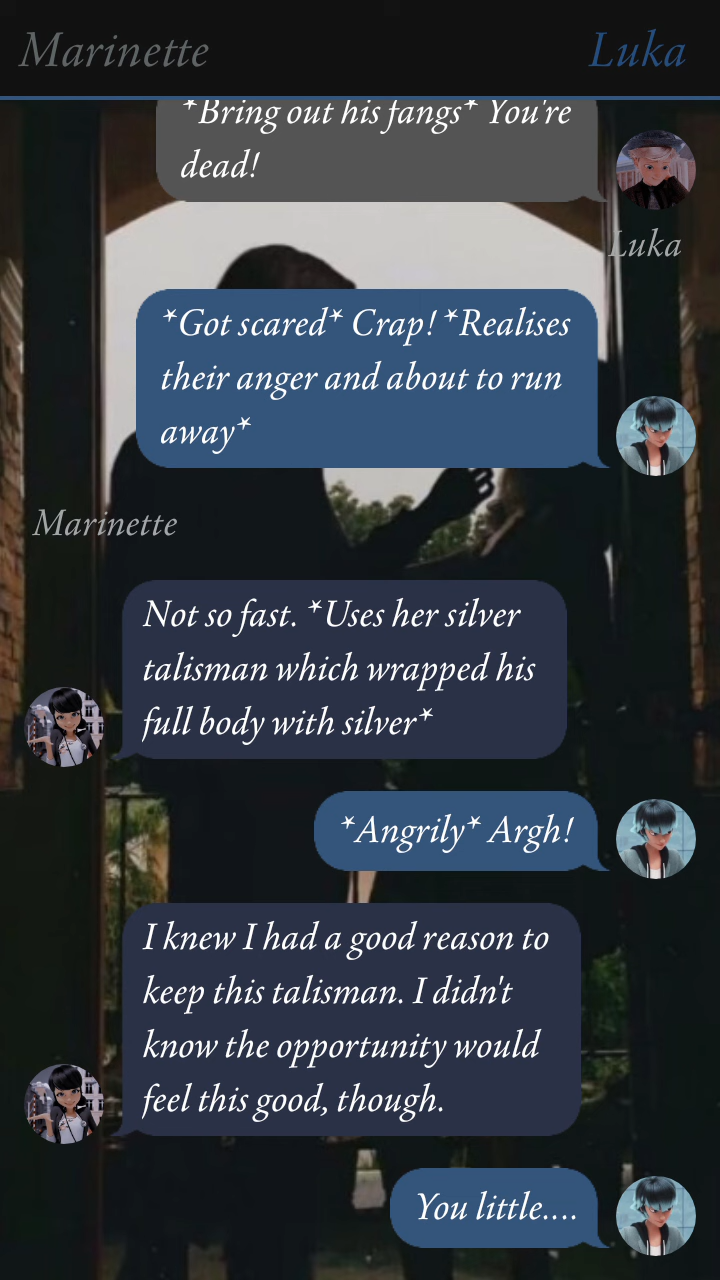 Marinette
Luka
*Bring out his fangs* You're
dead!
Luka
*Got scared* Crap! *Realises
their anger and about to run
away*
Marinette
Not so fast. *Uses her silver
talisman which wrapped his
full body with silver*
*Angrily* Argh!
I knew I had a good reason to
keep this talisman. I didn't
know the opportunity would
feel this good, though.
You little....